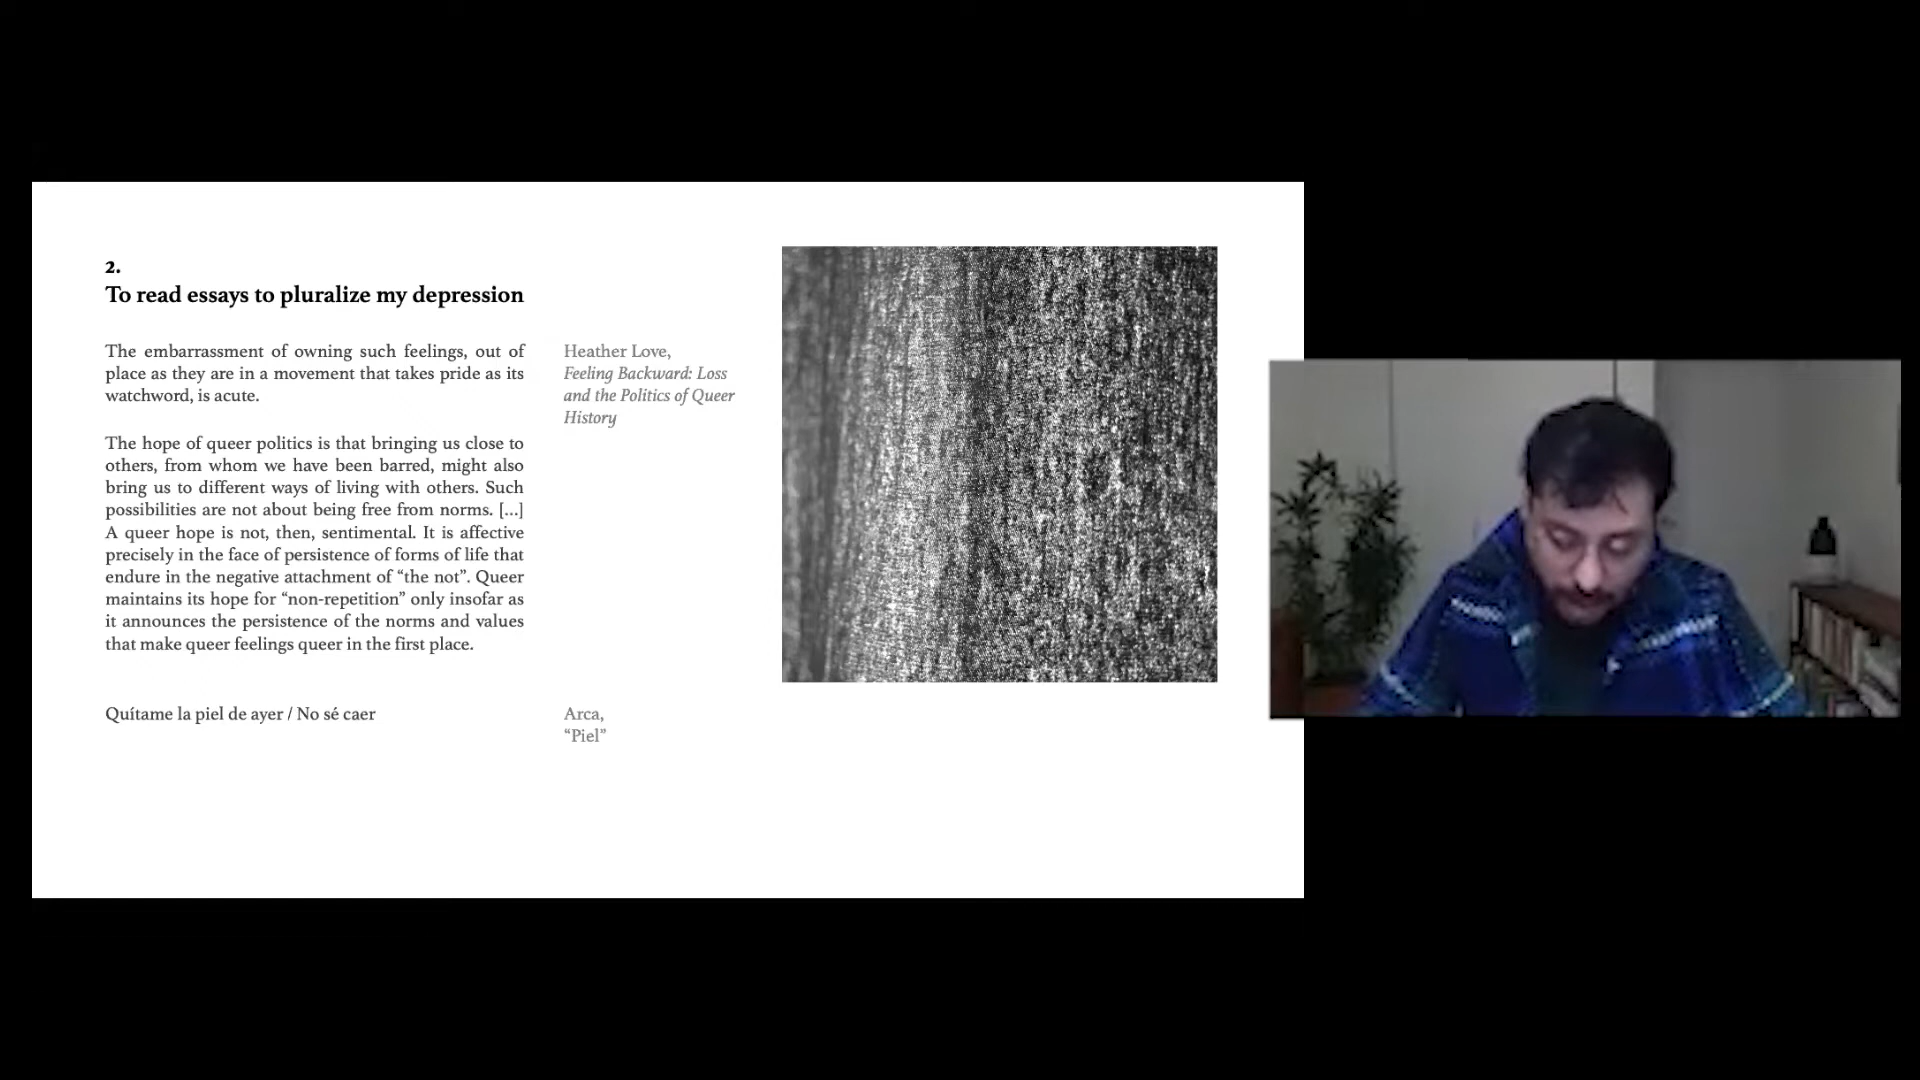 2.
To read essays to pluralize my depression
The embarrassment of owning such feelings, out of
place as they are in a movement that takes pride as its
watchword, is acute.
Heather Love,
Feeling Backward: Loss
and the Politics of Queer
History
The hope of queer politics is that bringing us close to
others, from whom we have been barred, might also
bring us to different ways of living with others. Such
possibilities are not about being free from norms. [...]
A queer hope is not, then, sentimental. It is affective
precisely in the face of persistence of forms of life that
endure in the negative attachment of “the not”. Queer
maintains its hope for “non-repetition” only insofar as
it announces the persistence of the norms and values
that make queer feelings queer in the first place.
Quítame la piel de ayer / No sé caer
Arca,
“Piel”